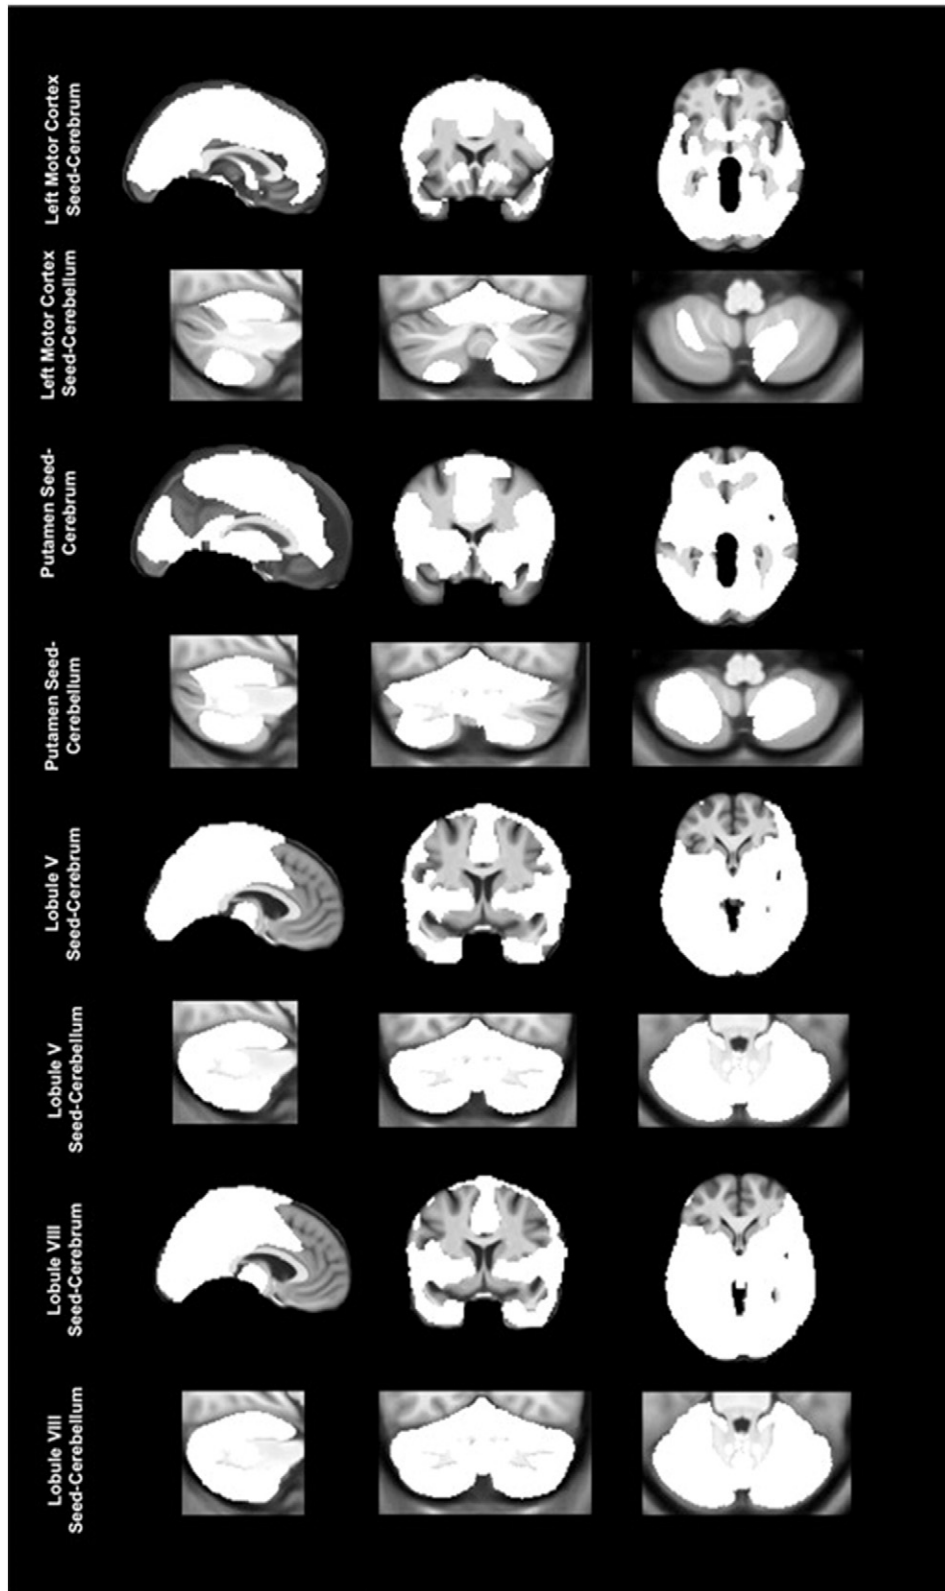 Left Motor Cortex
Seed-Cerebrum
Left Motor Cortex
Seed-Cerebellum
Putamen Seed-
Cerebrum
Putamen Seed-
Cerebellum
Lobule V
Seed-Cerebrum
Lobule V
Seed-Cerebellum
Lobule VIII
Seed-Cerebrum
Lobule VIII
Seed-Cerebellum